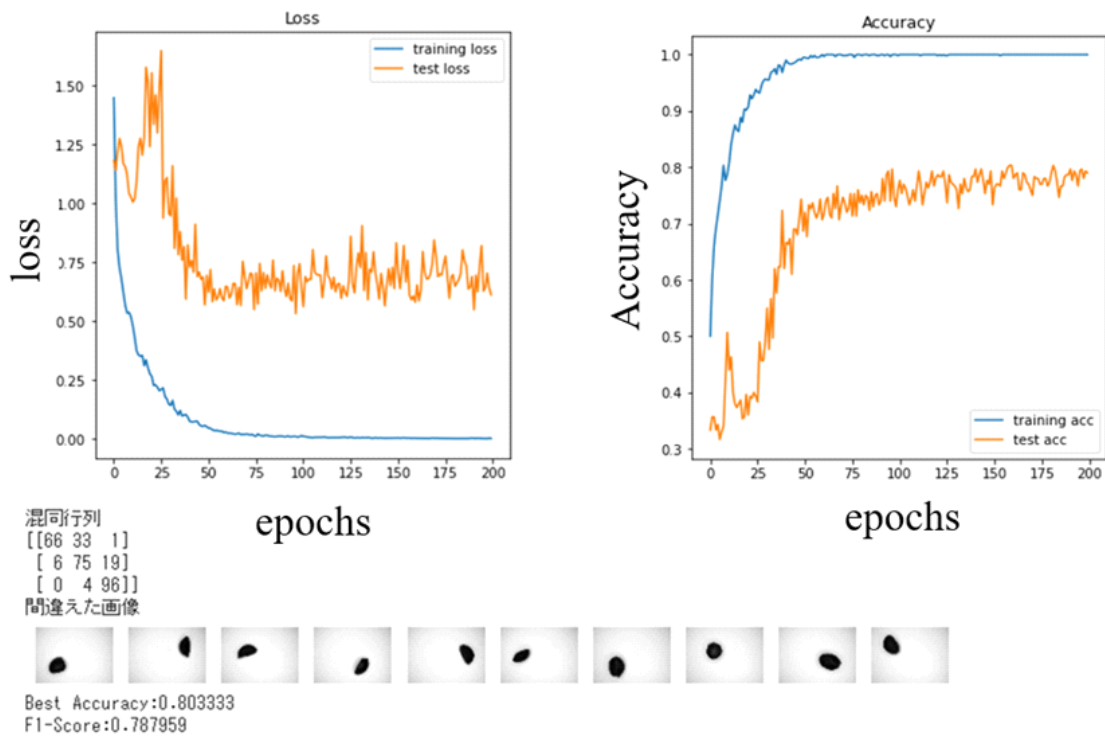 Loss
training loss
test loss
1.50
1.25
1.00
0.75
0.50
0.25
0.00
0 25 50 75 100 125 150 175 200
loss
epochs
Accuracy
1.0
0.9
0.8
0.7
0.6
0.5
0.4
0.3
training acc
test acc
0 25 50 75 100 125 150 175 200
Accuracy
epochs
混同行列
[[66 33 1]
[ 6 75 19]
[ 0 4 96]]
間違えた画像
Best Accuracy:0.803333
F1-Score:0.787959